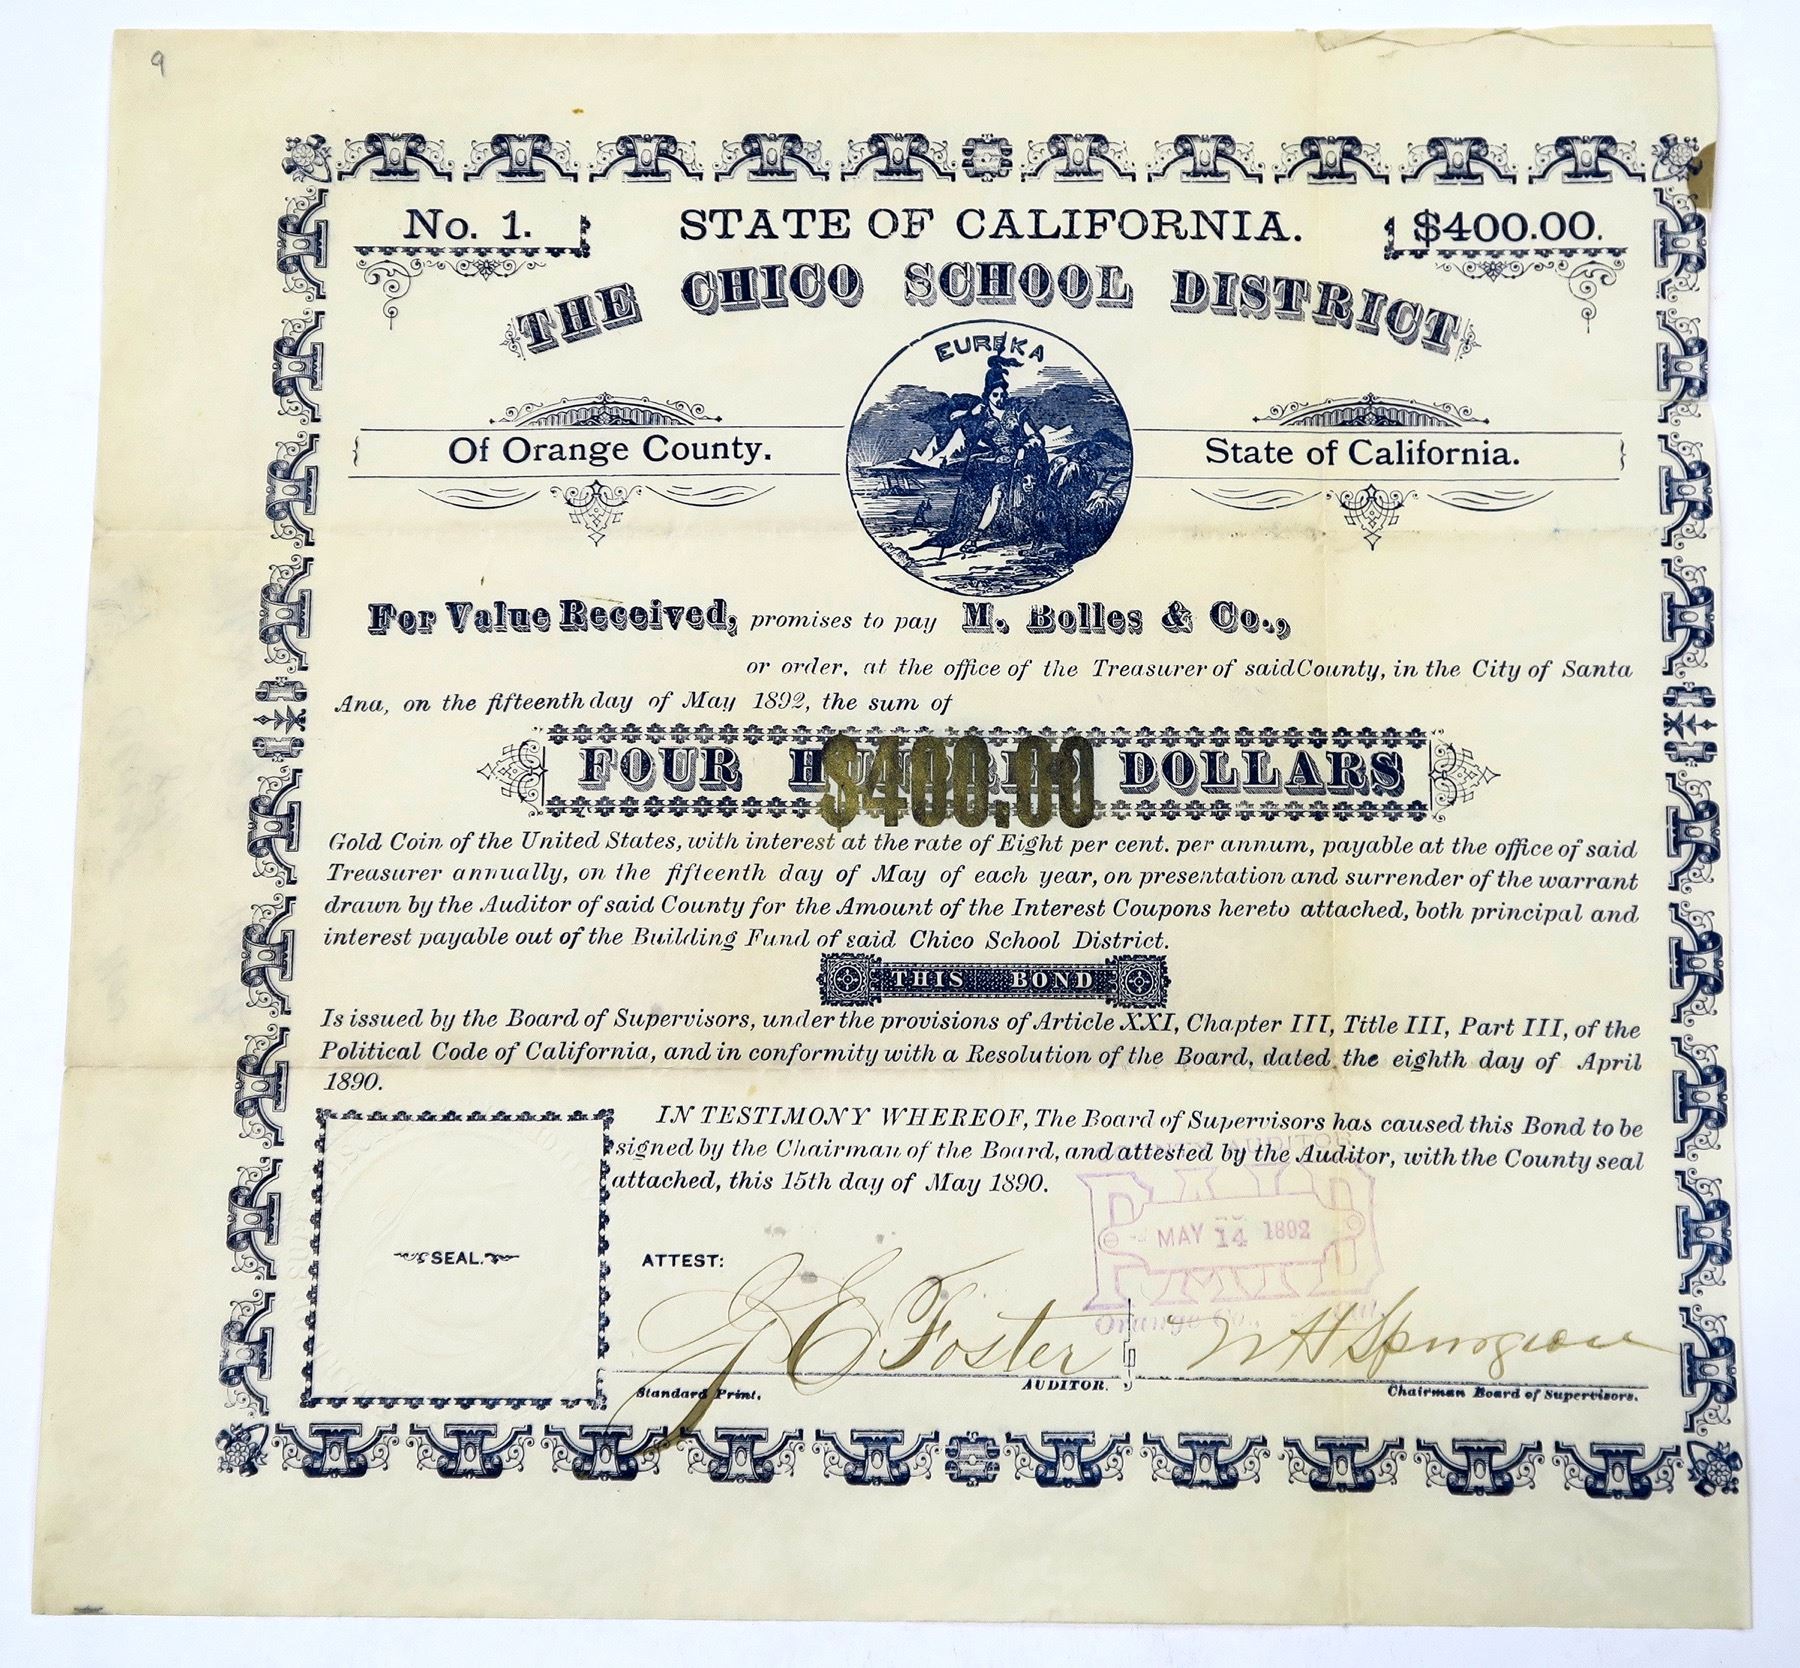 9
No. 1. STATE OF CALIFORNIA. $400.00.
THE CHICO SCHOOL DISTRICT
EUREKA
Of Orange County. State of California.
For Value Received, promises to pay M. Bolles & Co.,
or order, at the office of the Treasurer of said County, in the City of Santa
Ana, on the fifteenth day of May 1892, the sum of
FOUR HUNDRED DOLLARS
$400.00
Gold Coin of the United States, with interest at the rate of Eight per cent. per annum, payable at the office of said
Treasurer annually, on the fifteenth day of May of each year, on presentation and surrender of the warrant
drawn by the Auditor of said County for the Amount of the Interest Coupons hereto attached, both principal and
interest payable out of the Building Fund of said Chico School District.
THIS BOND
Is issued by the Board of Supervisors, under the provisions of Article XXI, Chapter III, Title III, Part III, of the
Political Code of California, and in conformity with a Resolution of the Board, dated the eighth day of April
1890.
IN TESTIMONY WHEREOF, The Board of Supervisors has caused this Bond to be
signed by the Chairman of the Board, and attested by the Auditor, with the County seal
attached, this 15th day of May 1890.
COUNTY AUDITOR
PAID
MAY 14 1892
Orange Co., Cal
SEAL.
ATTEST:
G E Foster W H Spurgeon
Standard Print. AUDITOR. Chairman Board of Supervisors.